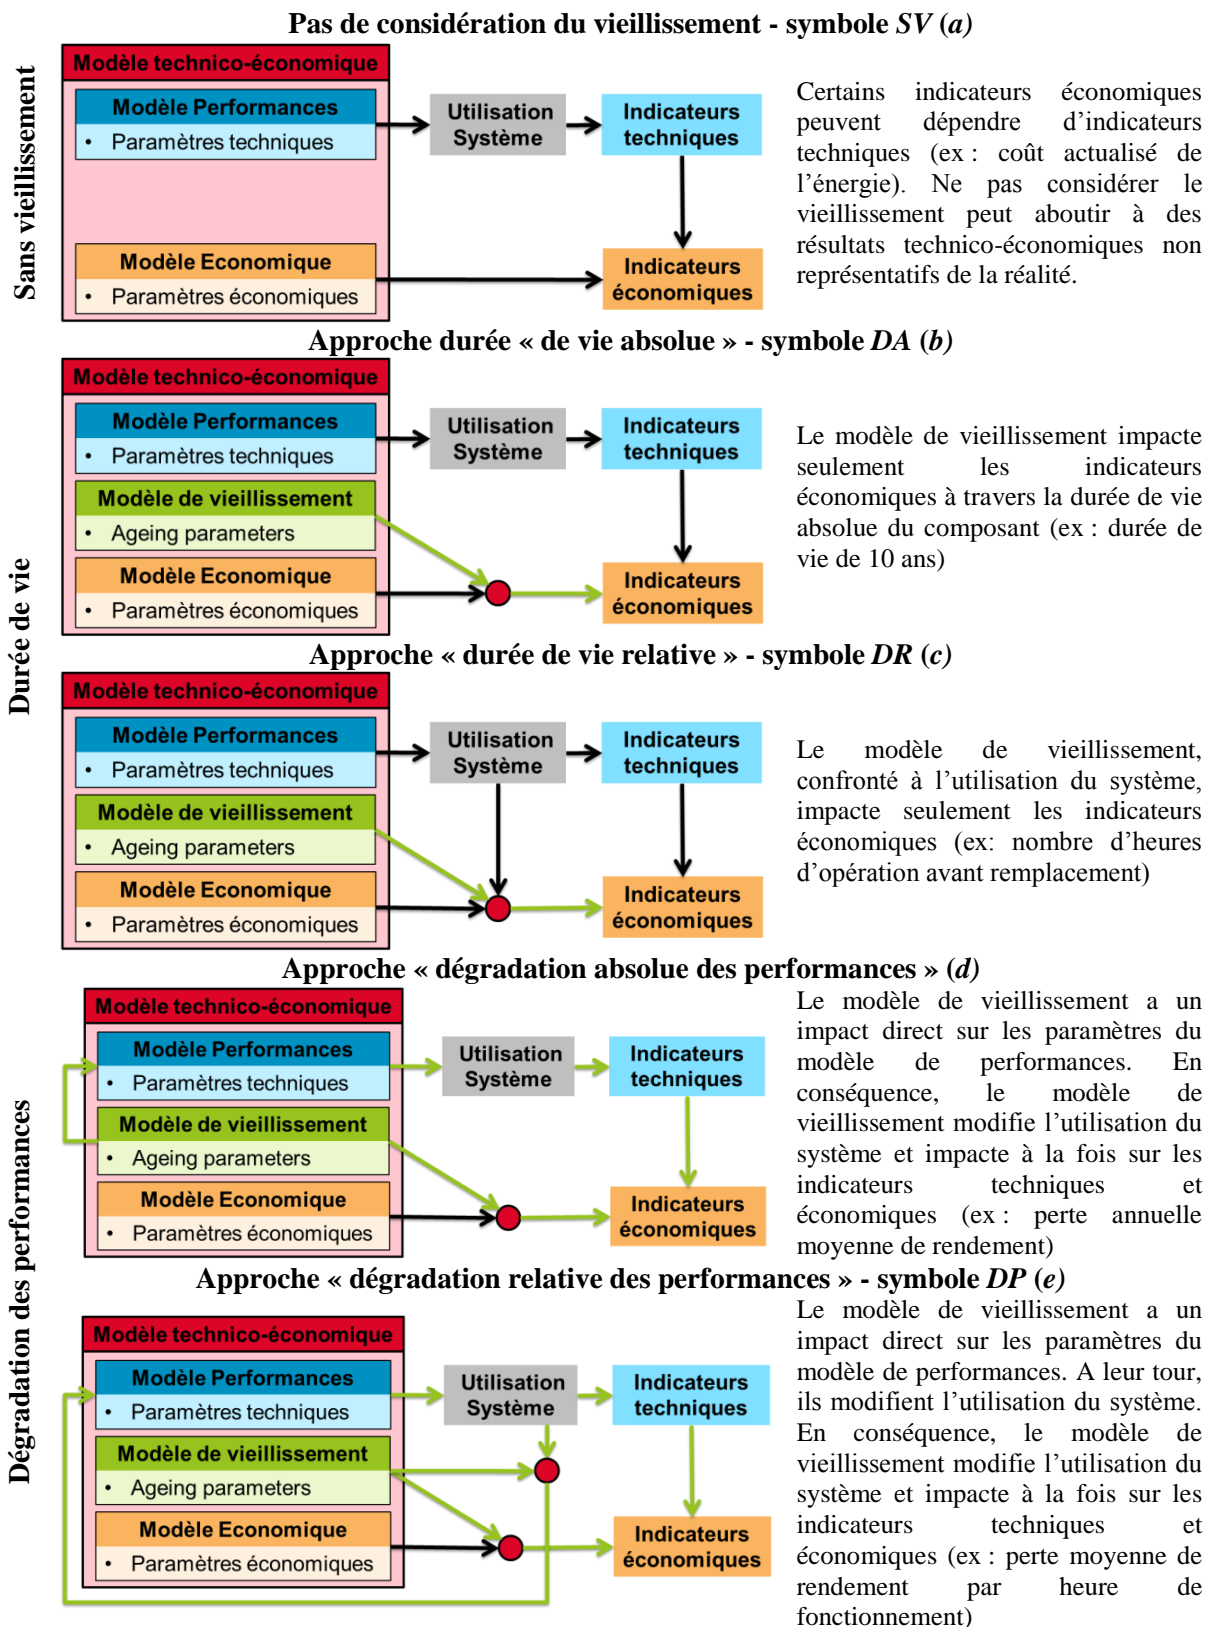 Pas de considération du vieillissement - symbole SV (a)
Sans vieillissement
Modèle technico-économique
Modèle Performances
• Paramètres techniques
Modèle Economique
• Paramètres économiques
Utilisation
Système
Indicateurs
techniques
Indicateurs
économiques
Certains indicateurs économiques
peuvent dépendre d’indicateurs
techniques (ex : coût actualisé de
l’énergie). Ne pas considérer le
vieillissement peut aboutir à des
résultats technico-économiques non
représentatifs de la réalité.
Approche durée « de vie absolue » - symbole DA (b)
Durée de vie
Modèle technico-économique
Modèle Performances
• Paramètres techniques
Modèle de vieillissement
• Ageing parameters
Modèle Economique
• Paramètres économiques
Utilisation
Système
Indicateurs
techniques
Indicateurs
économiques
Le modèle de vieillissement impacte
seulement les indicateurs
économiques à travers la durée de vie
absolue du composant (ex : durée de
vie de 10 ans)
Approche « durée de vie relative » - symbole DR (c)
Modèle technico-économique
Modèle Performances
• Paramètres techniques
Modèle de vieillissement
• Ageing parameters
Modèle Economique
• Paramètres économiques
Utilisation
Système
Indicateurs
techniques
Indicateurs
économiques
Le modèle de vieillissement,
confronté à l’utilisation du système,
impacte seulement les indicateurs
économiques (ex: nombre d’heures
d’opération avant remplacement)
Approche « dégradation absolue des performances » (d)
Dégradation des performances
Modèle technico-économique
Modèle Performances
• Paramètres techniques
Modèle de vieillissement
• Ageing parameters
Modèle Economique
• Paramètres économiques
Utilisation
Système
Indicateurs
techniques
Indicateurs
économiques
Le modèle de vieillissement a un
impact direct sur les paramètres du
modèle de performances. En
conséquence, le modèle de
vieillissement modifie l’utilisation du
système et impacte à la fois sur les
indicateurs techniques et
économiques (ex : perte annuelle
moyenne de rendement)
Approche « dégradation relative des performances » - symbole DP (e)
Modèle technico-économique
Modèle Performances
• Paramètres techniques
Modèle de vieillissement
• Ageing parameters
Modèle Economique
• Paramètres économiques
Utilisation
Système
Indicateurs
techniques
Indicateurs
économiques
Le modèle de vieillissement a un
impact direct sur les paramètres du
modèle de performances. A leur tour,
ils modifient l’utilisation du système.
En conséquence, le modèle de
vieillissement modifie l’utilisation du
système et impacte à la fois sur les
indicateurs techniques et
économiques (ex : perte moyenne de
rendement par heure de
fonctionnement)